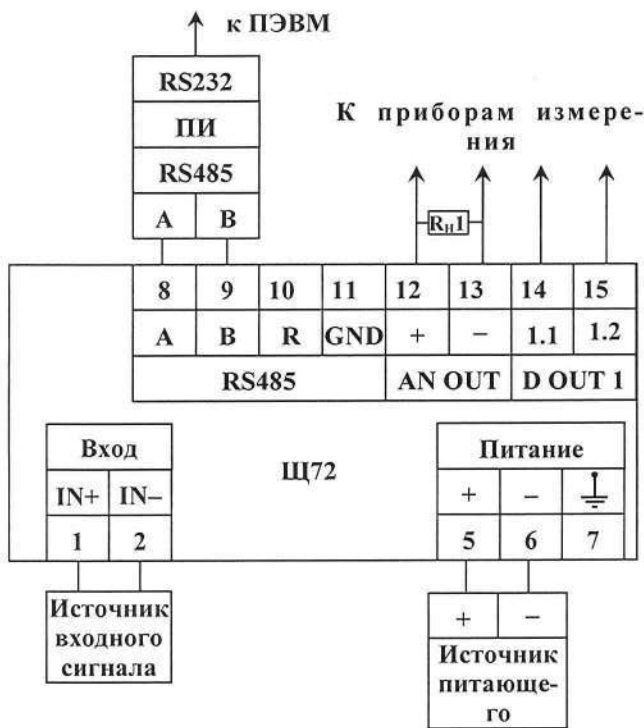 к ПЭВМ
RS232
ПИ
RS485
A B
К приборам измере-
ния
Rн1
8 9 10 11 12 13 14 15
A B R GND + − 1.1 1.2
RS485 AN OUT D OUT 1
Вход
IN+ IN−
1 2
Щ72
Питание
+ −
5 6 7
Источник
входного
сигнала
+ −
Источник
питающе-
го